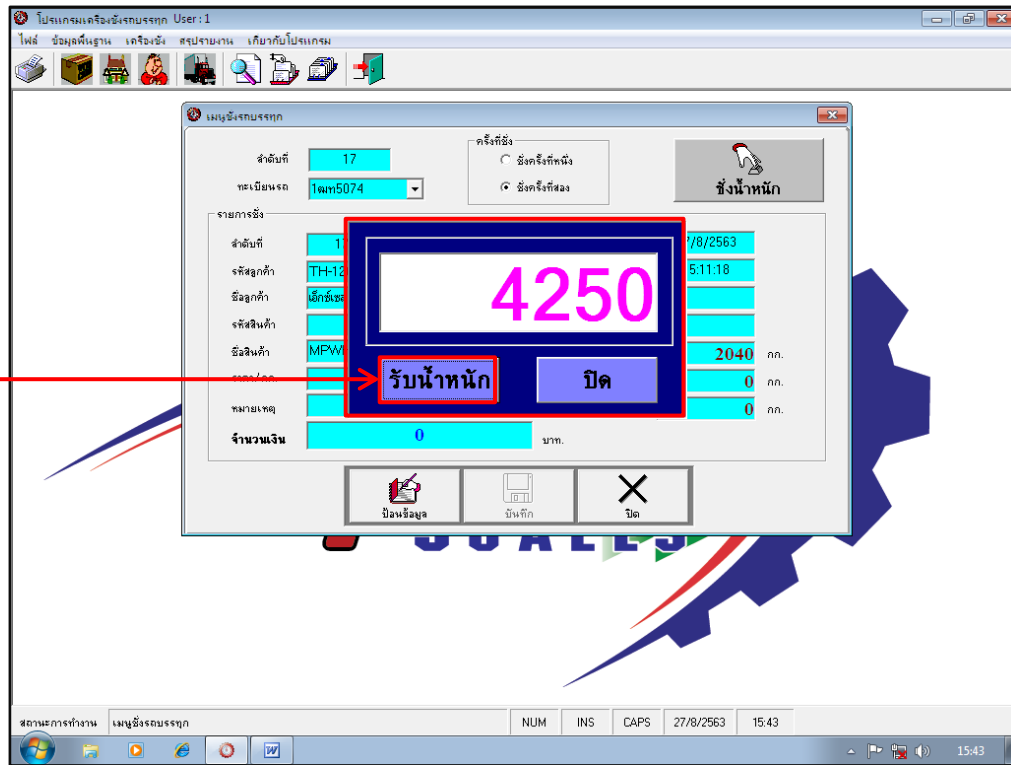 โปรแกรมเครื่องชั่งรถบรรทุก User : 1
ไฟล์ ข้อมูลพื้นฐาน เครื่องชั่ง สรุปรายงาน เกี่ยวกับโปรแกรม
เมนูชั่งรถบรรทุก
ลำดับที่ 17
ทะเบียนรถ 1ฒฑ5074
ครั้งที่ชั่ง
ชั่งครั้งที่หนึ่ง
ชั่งครั้งที่สอง
ชั่งน้ำหนัก
รายการชั่ง
ลำดับที่ 17 7/8/2563
รหัสลูกค้า TH-12 5:11:18
ชื่อลูกค้า
รหัสสินค้า
ชื่อสินค้า 2040 กก.
0 กก.
หมายเหตุ 0 กก.
จำนวนเงิน 0 บาท.
4250
รับน้ำหนัก ปิด
ป้อนข้อมูล บันทึก ปิด
SCALES
สถานะการทำงาน เมนูชั่งรถบรรทุก NUM INS CAPS 27/8/2563 15:43
15:43